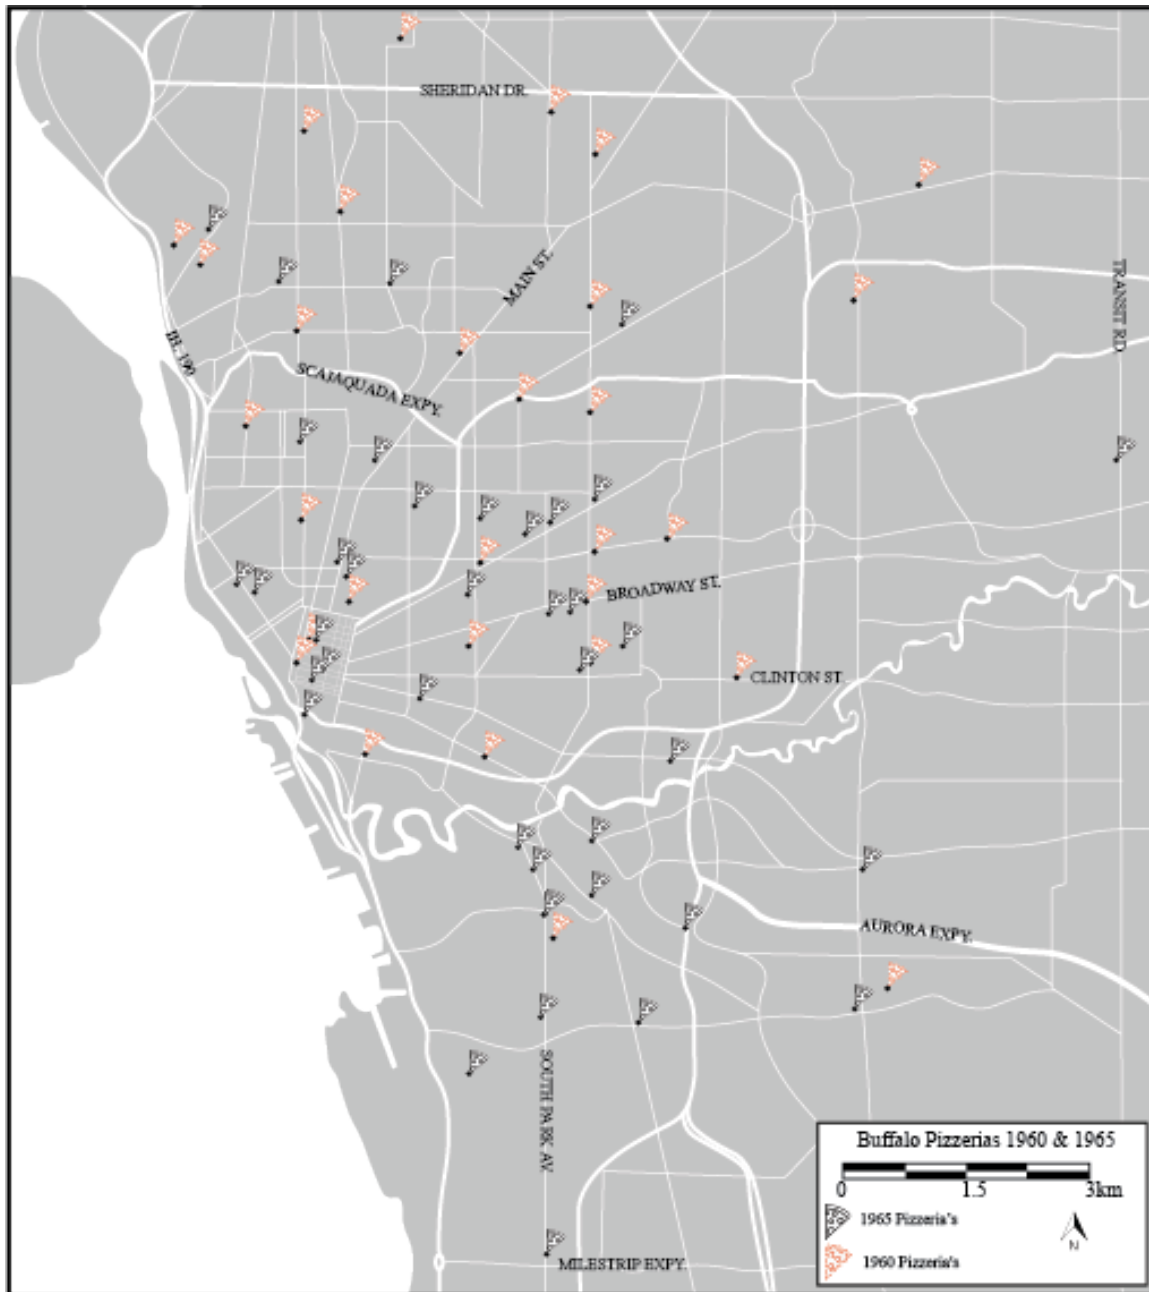 SHERIDAN DR.
MAIN ST.
TRANSIT RD.
Int. 190
SCAJAQUADA EXPY.
BROADWAY ST.
CLINTON ST.
AURORA EXPY.
SOUTH PARK AV.
MILESTRIP EXPY.
Buffalo Pizzerias 1960 & 1965
0 1.5 3km
1965 Pizzeria's
1960 Pizzeria's
N